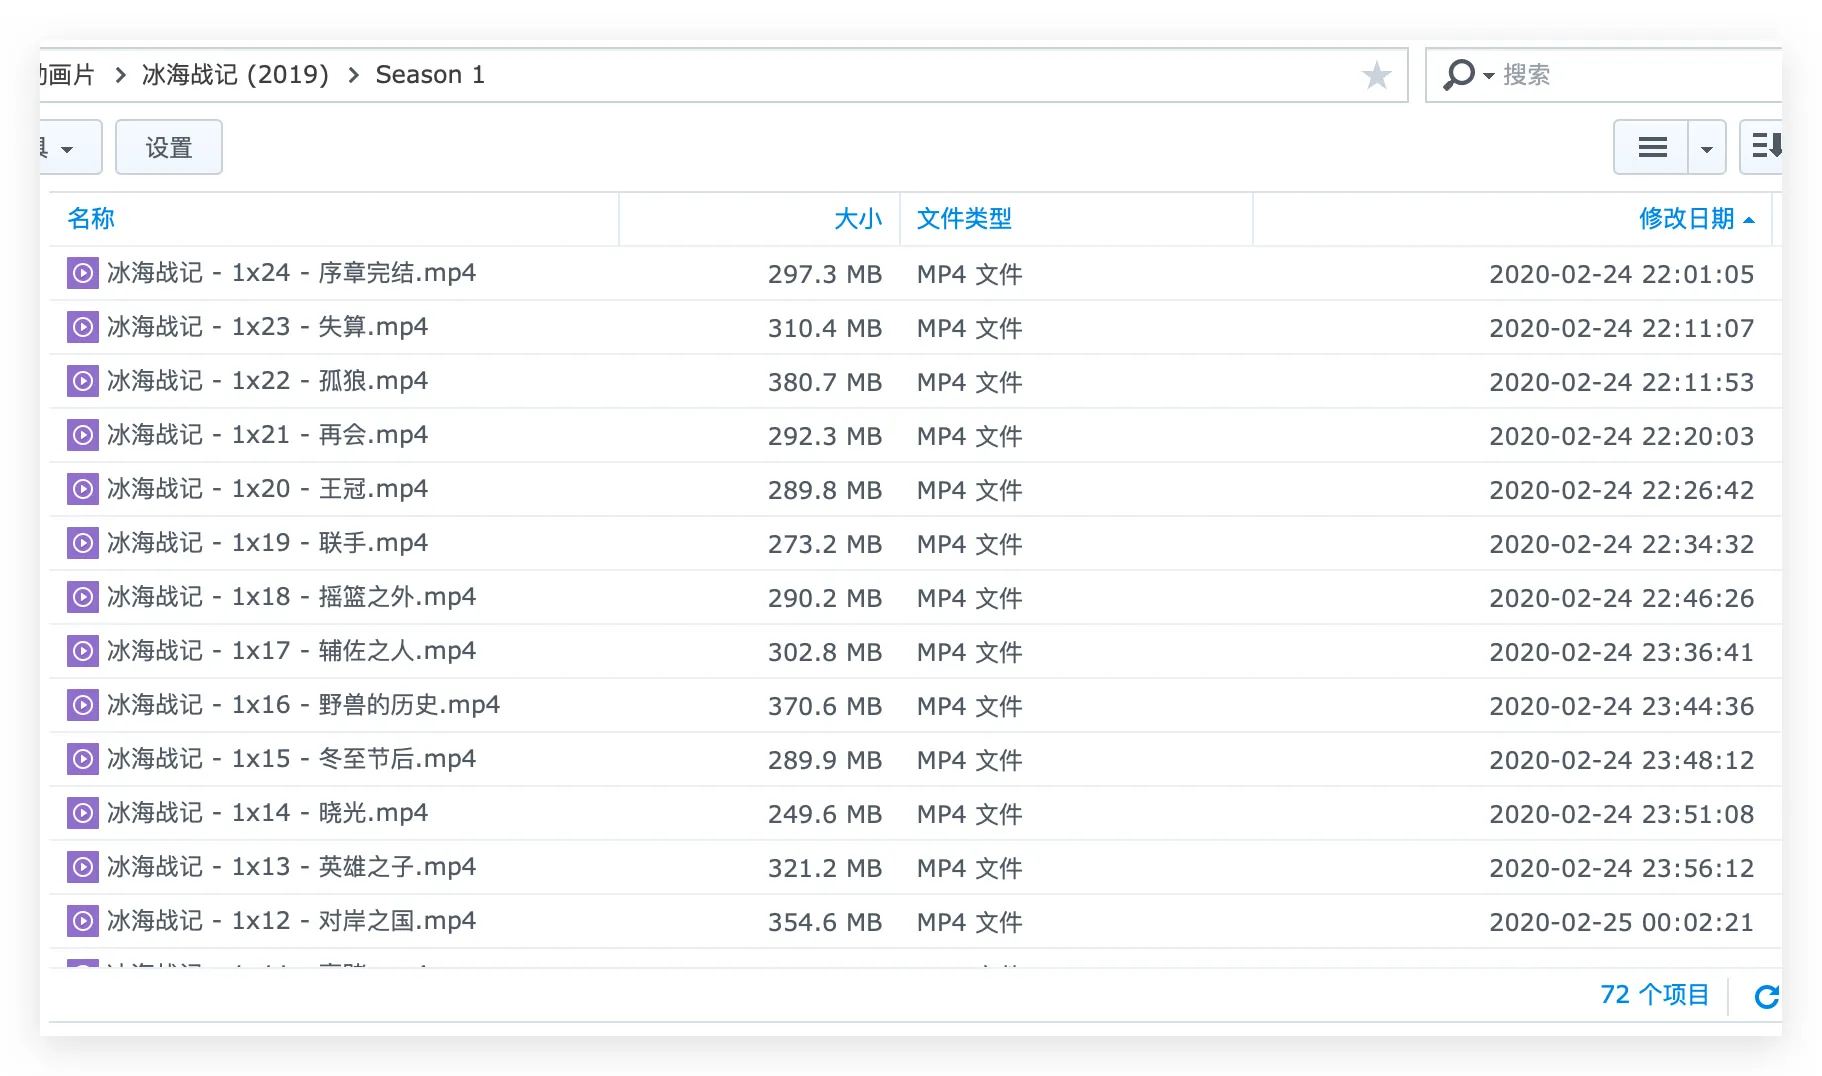 画片 > 冰海战记 (2019) > Season 1
搜索
设置
名称 大小 文件类型 修改日期
冰海战记 - 1x24 - 序章完结.mp4 297.3 MB MP4 文件 2020-02-24 22:01:05
冰海战记 - 1x23 - 失算.mp4 310.4 MB MP4 文件 2020-02-24 22:11:07
冰海战记 - 1x22 - 孤狼.mp4 380.7 MB MP4 文件 2020-02-24 22:11:53
冰海战记 - 1x21 - 再会.mp4 292.3 MB MP4 文件 2020-02-24 22:20:03
冰海战记 - 1x20 - 王冠.mp4 289.8 MB MP4 文件 2020-02-24 22:26:42
冰海战记 - 1x19 - 联手.mp4 273.2 MB MP4 文件 2020-02-24 22:34:32
冰海战记 - 1x18 - 摇篮之外.mp4 290.2 MB MP4 文件 2020-02-24 22:46:26
冰海战记 - 1x17 - 辅佐之人.mp4 302.8 MB MP4 文件 2020-02-24 23:36:41
冰海战记 - 1x16 - 野兽的历史.mp4 370.6 MB MP4 文件 2020-02-24 23:44:36
冰海战记 - 1x15 - 冬至节后.mp4 289.9 MB MP4 文件 2020-02-24 23:48:12
冰海战记 - 1x14 - 晓光.mp4 249.6 MB MP4 文件 2020-02-24 23:51:08
冰海战记 - 1x13 - 英雄之子.mp4 321.2 MB MP4 文件 2020-02-24 23:56:12
冰海战记 - 1x12 - 对岸之国.mp4 354.6 MB MP4 文件 2020-02-25 00:02:21
72 个项目